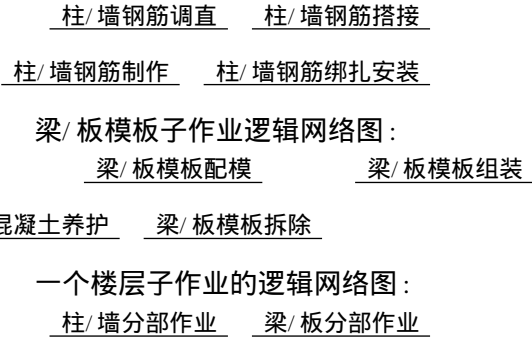 柱/墙钢筋调直 柱/墙钢筋搭接
柱/墙钢筋制作 柱/墙钢筋绑扎安装
梁/板模板子作业逻辑网络图:
梁/板模板配模 梁/板模板组装
混凝土养护 梁/板模板拆除
一个楼层子作业的逻辑网络图:
柱/墙分部作业 梁/板分部作业